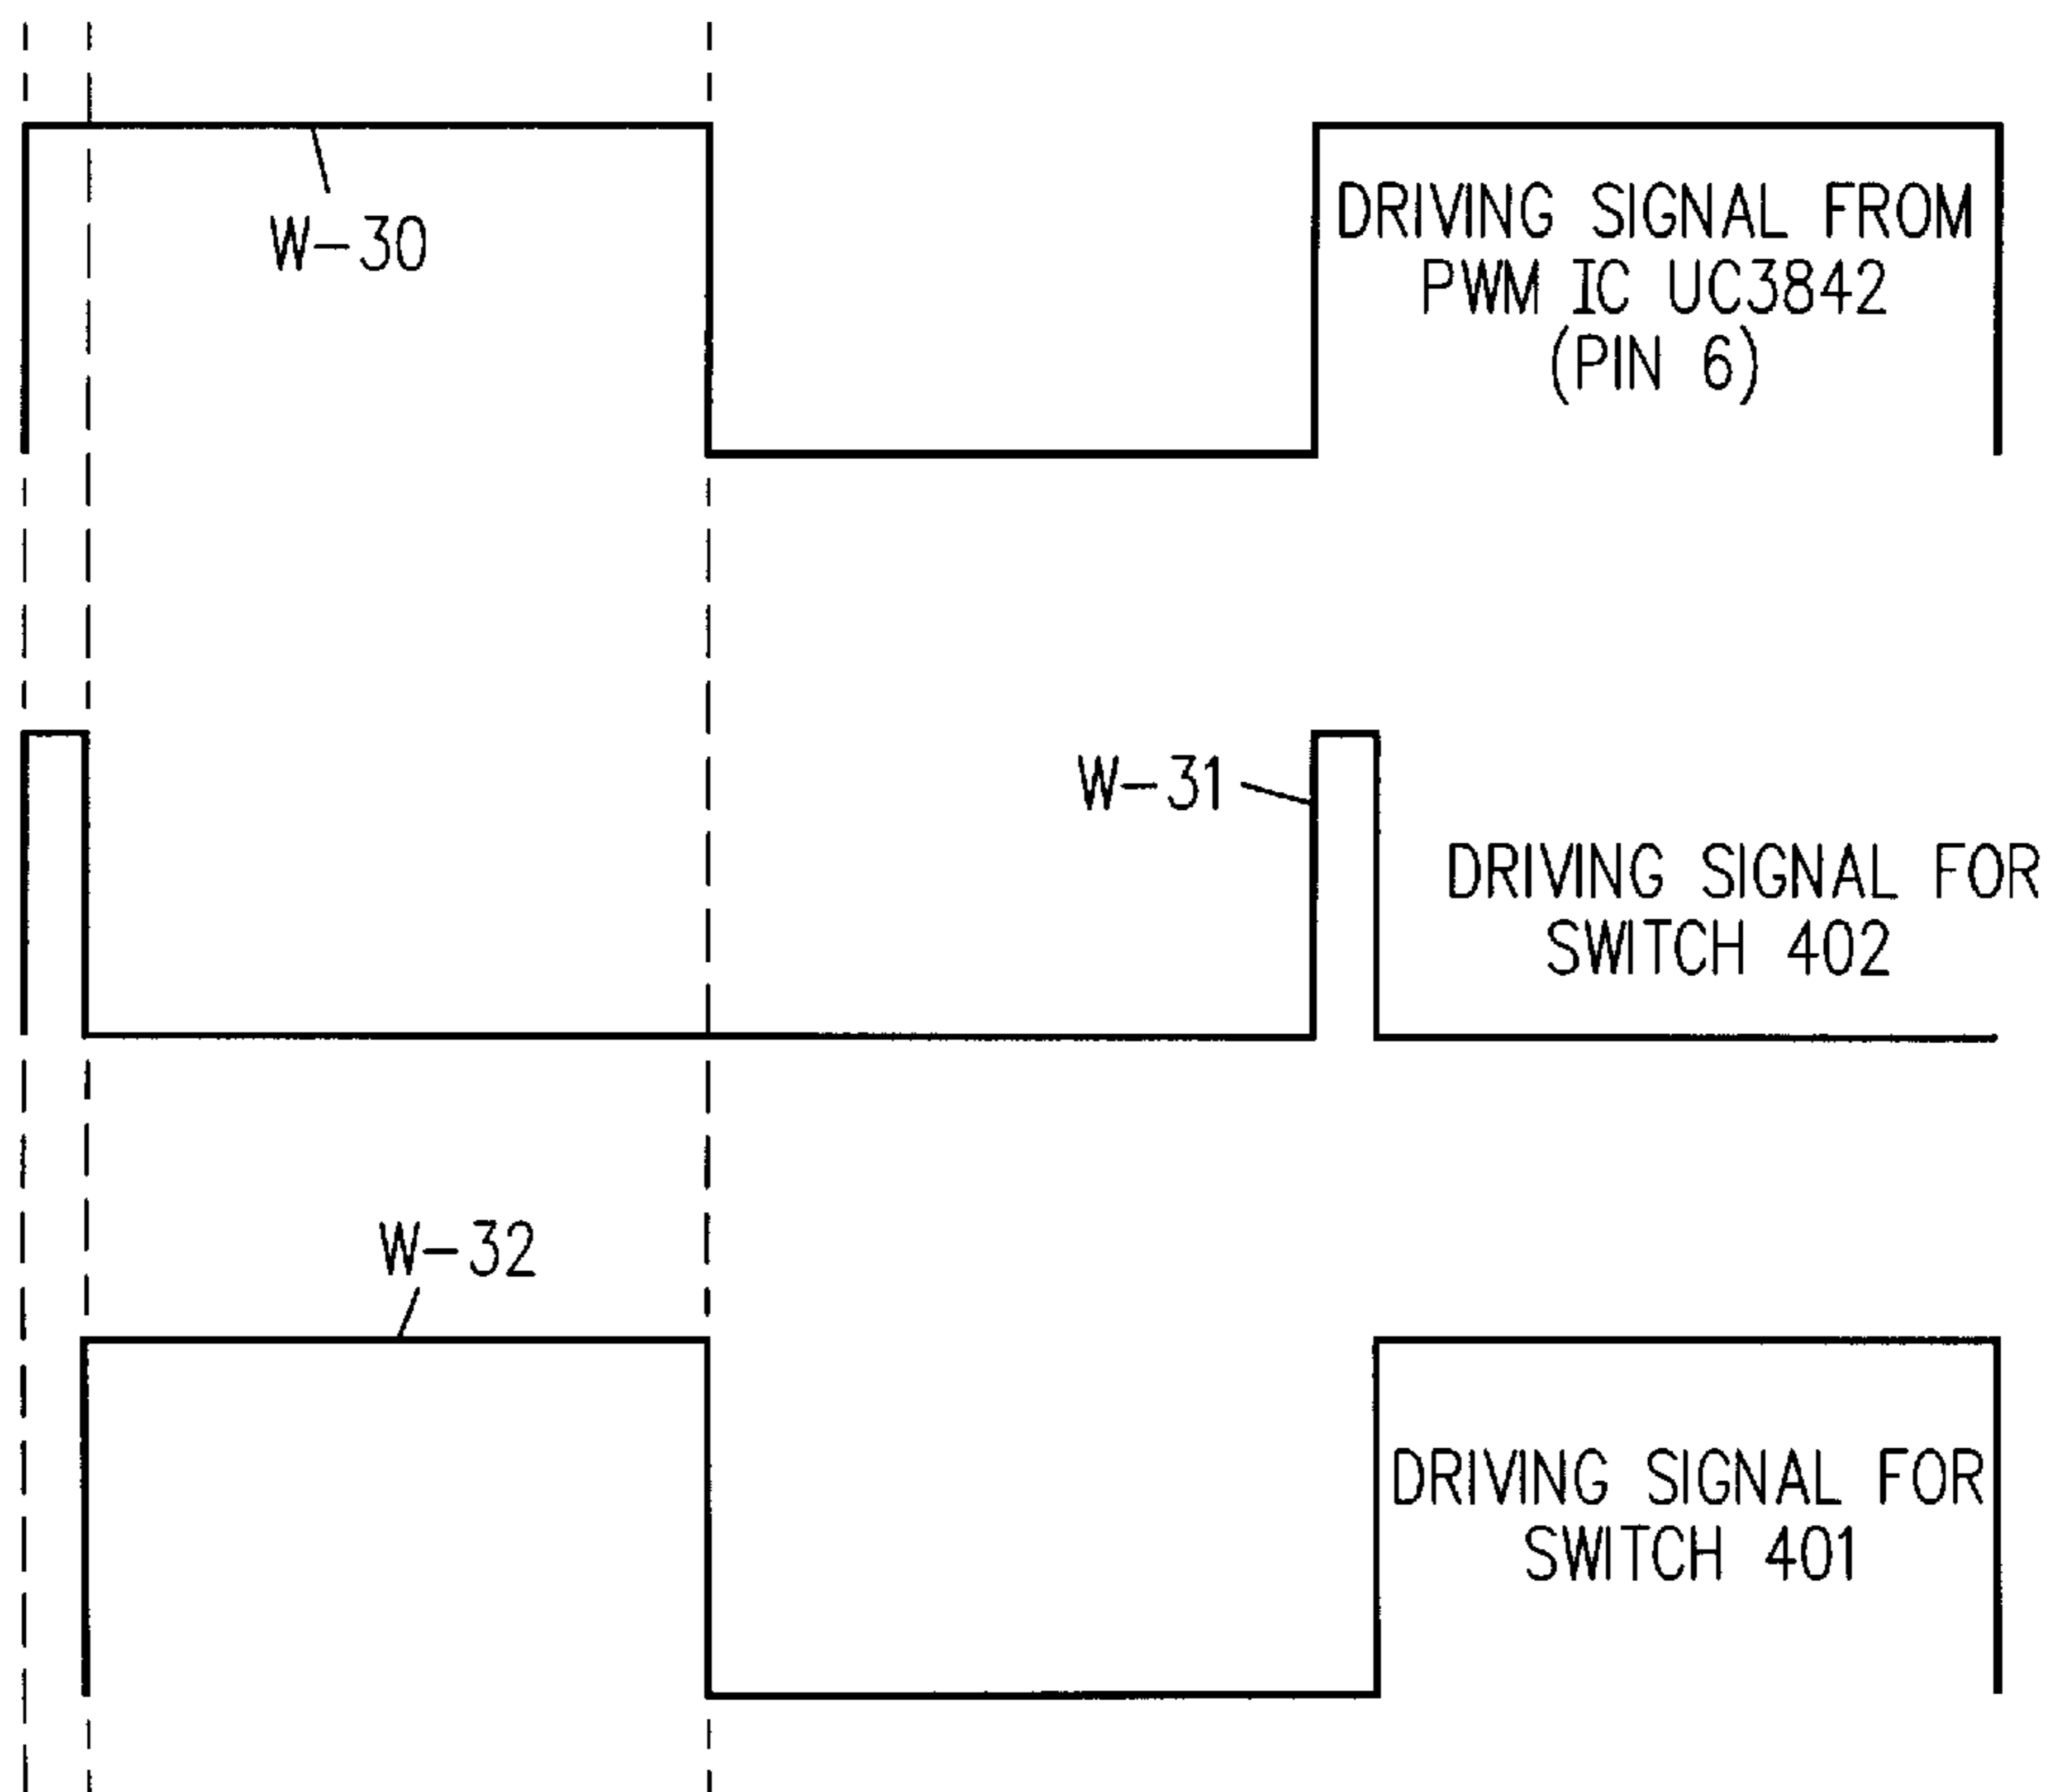 W-30
DRIVING SIGNAL FROM
PWM IC UC3842
(PIN 6)
W-31
DRIVING SIGNAL FOR
SWITCH 402
W-32
DRIVING SIGNAL FOR
SWITCH 401